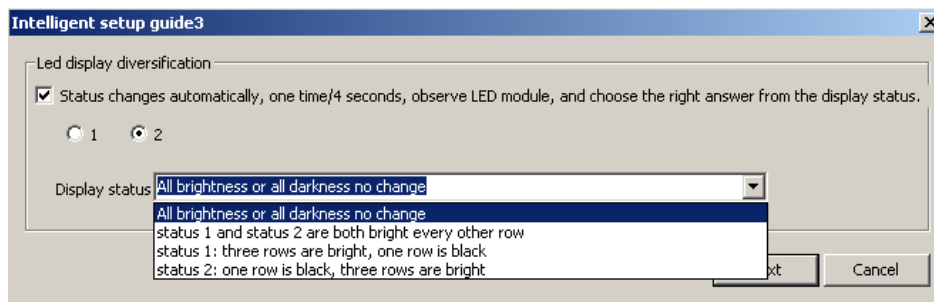 Intelligent setup guide3
Led display diversification
Status changes automatically, one time/4 seconds, observe LED module, and choose the right answer from the display status.
1 2
Display status All brightness or all darkness no change
All brightness or all darkness no change
status 1 and status 2 are both bright every other row
status 1: three rows are bright, one row is black
status 2: one row is black, three rows are bright
xt Cancel